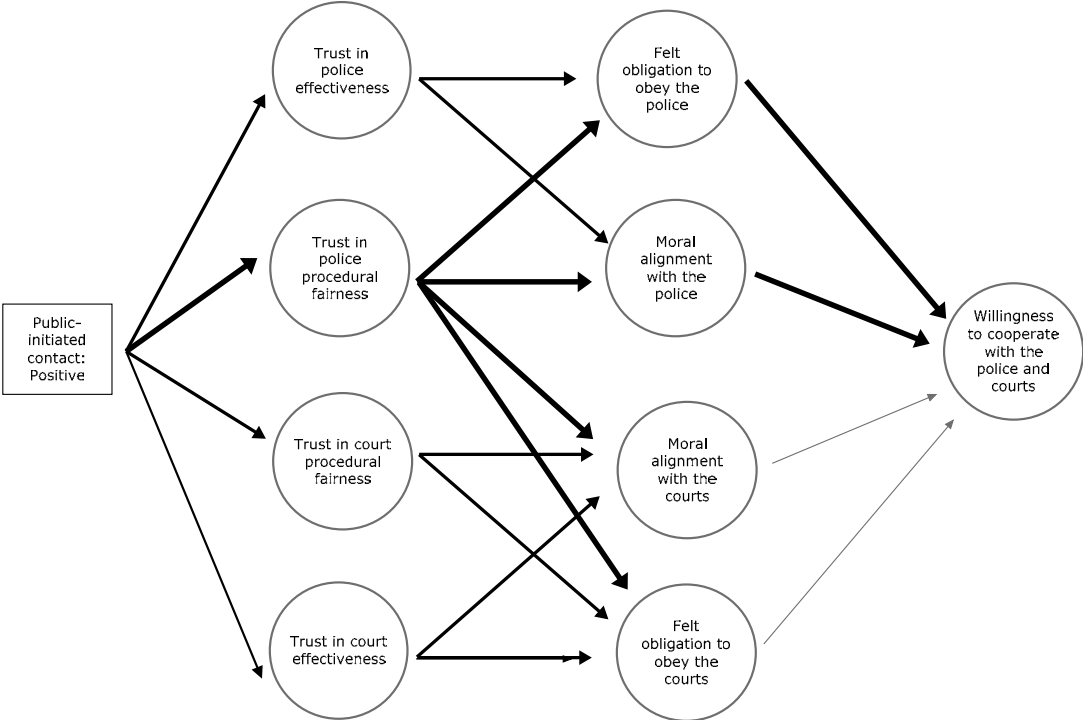 Public-
initiated
contact:
Positive
Trust in
police
effectiveness
Trust in
police
procedural
fairness
Trust in court
procedural
fairness
Trust in court
effectiveness
Felt
obligation to
obey the
police
Moral
alignment
with the
police
Moral
alignment
with the
courts
Felt
obligation to
obey the
courts
Willingness
to cooperate
with the
police and
courts